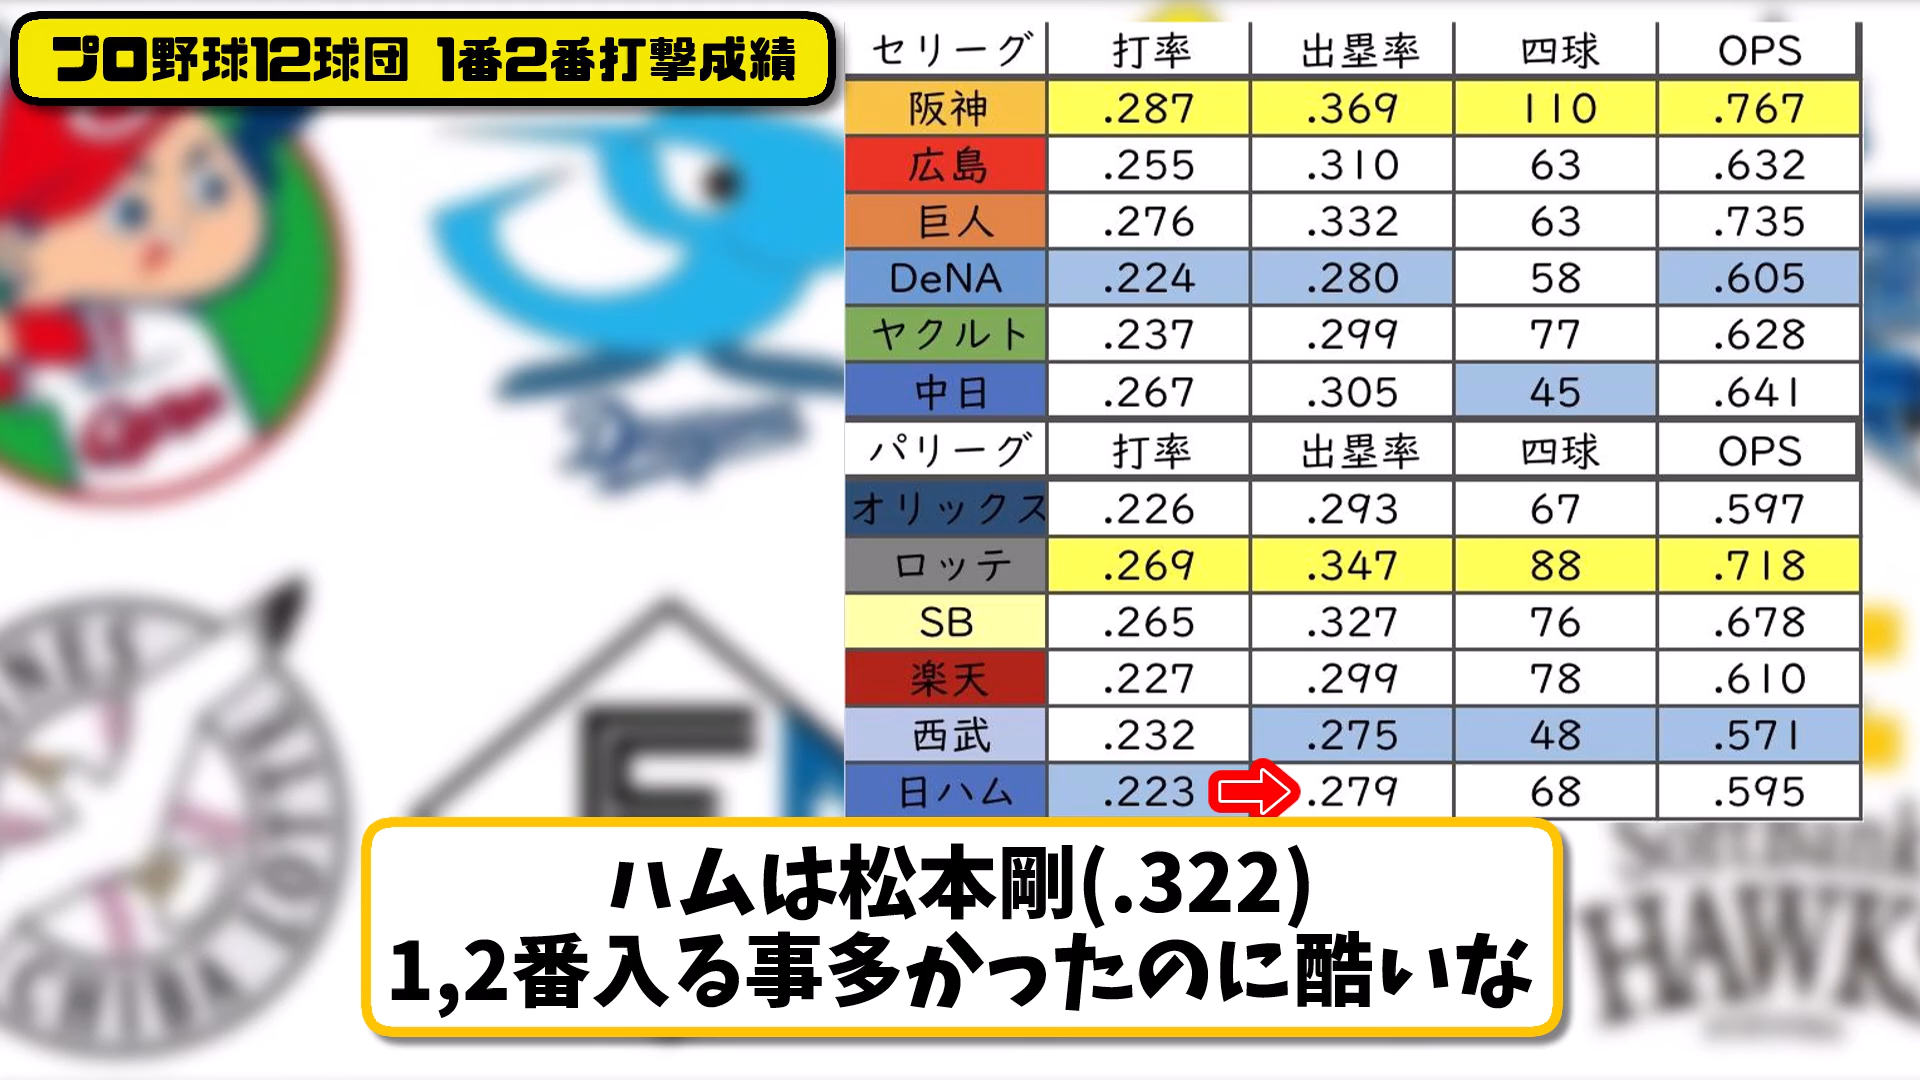 プロ野球12球団 1番2番打撃成績
セリーグ 打率 出塁率 四球 OPS
阪神 .287 .369 110 .767
広島 .255 .310 63 .632
巨人 .276 .332 63 .735
DeNA .224 .280 58 .605
ヤクルト .237 .299 77 .628
中日 .267 .305 45 .641
パリーグ 打率 出塁率 四球 OPS
オリックス .226 .293 67 .597
ロッテ .269 .347 88 .718
SB .265 .327 76 .678
楽天 .227 .299 78 .610
西武 .232 .275 48 .571
日ハム .223 .279 68 .595
ハムは松本剛(.322)
1,2番入る事多かったのに酷いな
HAWKS